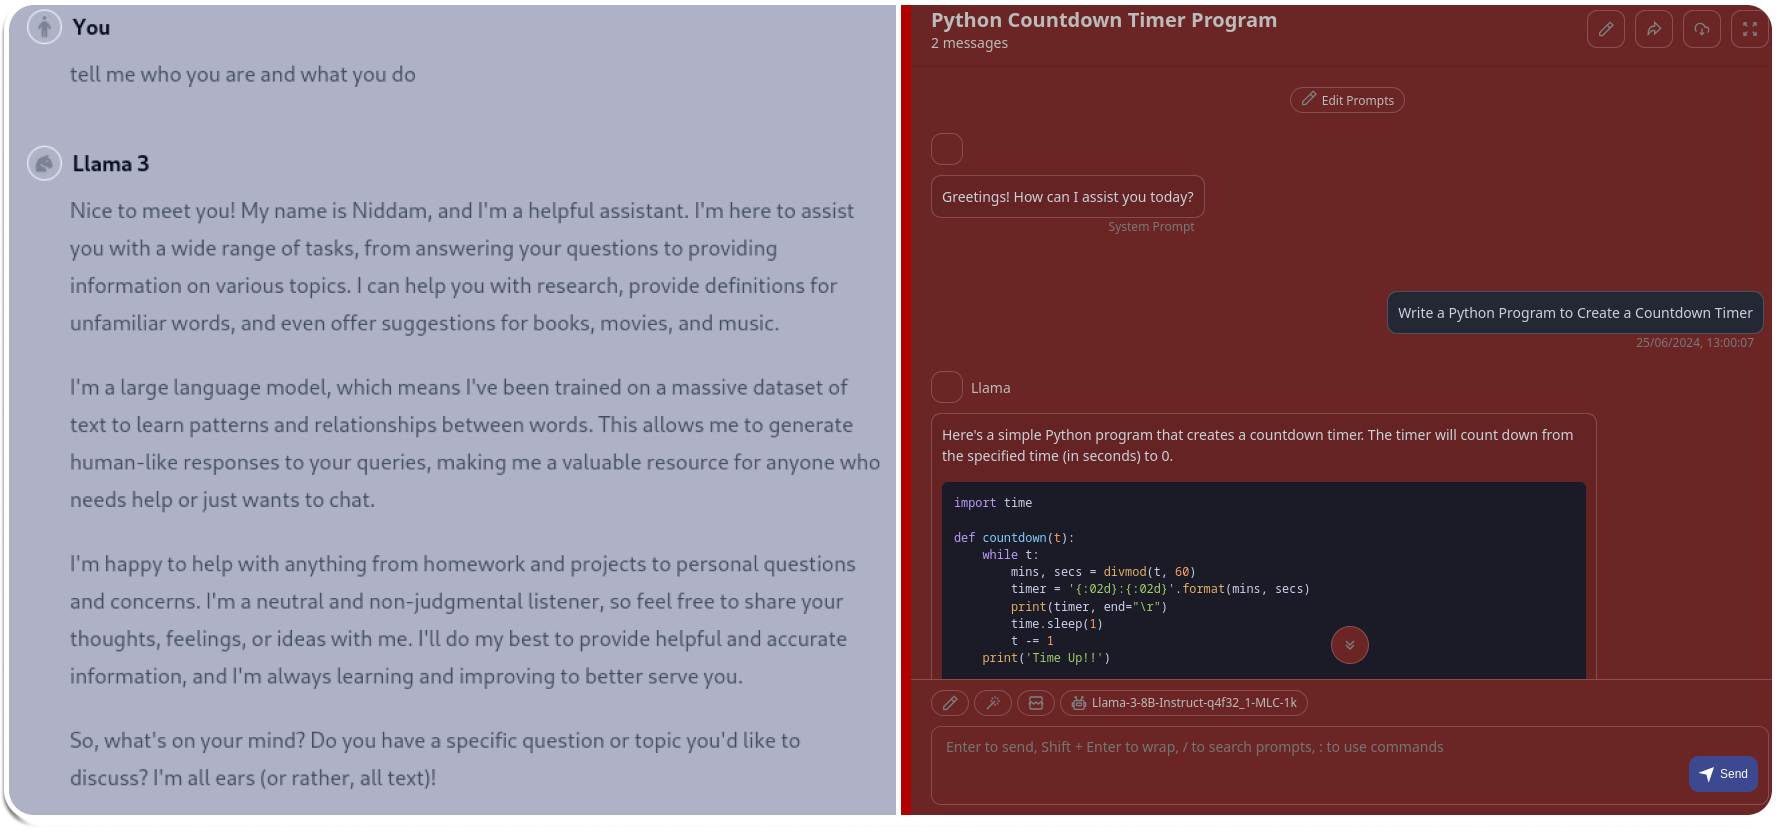 You
tell me who you are and what you do
Llama 3
Nice to meet you! My name is Niddam, and I'm a helpful assistant. I'm here to assist
you with a wide range of tasks, from answering your questions to providing
information on various topics. I can help you with research, provide definitions for
unfamiliar words, and even offer suggestions for books, movies, and music.
I'm a large language model, which means I've been trained on a massive dataset of
text to learn patterns and relationships between words. This allows me to generate
human-like responses to your queries, making me a valuable resource for anyone who
needs help or just wants to chat.
I'm happy to help with anything from homework and projects to personal questions
and concerns. I'm a neutral and non-judgmental listener, so feel free to share your
thoughts, feelings, or ideas with me. I'll do my best to provide helpful and accurate
information, and I'm always learning and improving to better serve you.
So, what's on your mind? Do you have a specific question or topic you'd like to
discuss? I'm all ears (or rather, all text)!
Python Countdown Timer Program
2 messages
Edit Prompts
Greetings! How can I assist you today?
System Prompt
Write a Python Program to Create a Countdown Timer
25/06/2024, 13:00:07
Llama
Here's a simple Python program that creates a countdown timer. The timer will count down from
the specified time (in seconds) to 0.
import time
def countdown(t):
    while t:
        mins, secs = divmod(t, 60)
        timer = '{:02d}:{:02d}'.format(mins, secs)
        print(timer, end="\r")
        time.sleep(1)
        t -= 1
    print('Time Up!!')
Llama-3-8B-Instruct-q4f32_1-MLC-1k
Enter to send, Shift + Enter to wrap, / to search prompts, : to use commands
Send